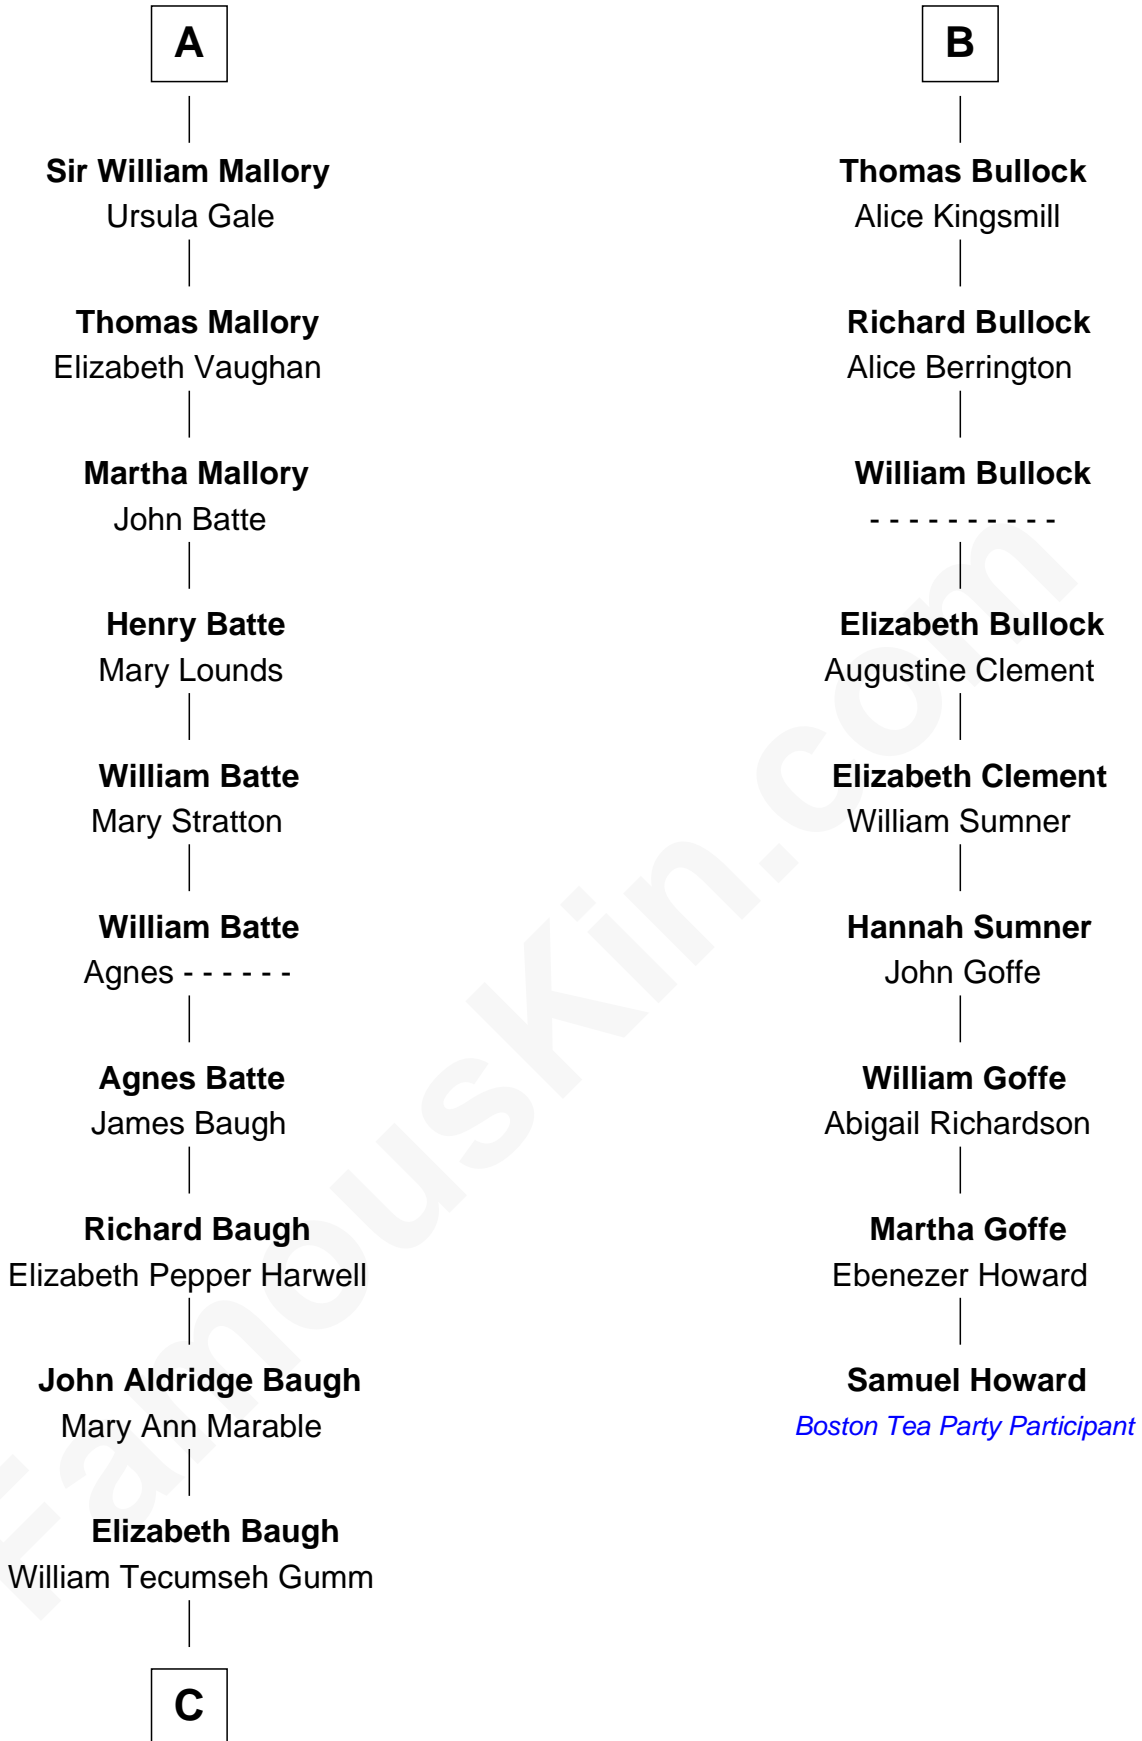 A
Sir William Mallory
Ursula Gale
Thomas Mallory
Elizabeth Vaughan
Martha Mallory
John Batte
Henry Batte
Mary Lounds
William Batte
Mary Stratton
William Batte
Agnes - - - - - -
Agnes Batte
James Baugh
Richard Baugh
Elizabeth Pepper Harwell
John Aldridge Baugh
Mary Ann Marable
Elizabeth Baugh
William Tecumseh Gumm
C
B
Thomas Bullock
Alice Kingsmill
Richard Bullock
Alice Berrington
William Bullock
- - - - - - - - - -
Elizabeth Bullock
Augustine Clement
Elizabeth Clement
William Sumner
Hannah Sumner
John Goffe
William Goffe
Abigail Richardson
Martha Goffe
Ebenezer Howard
Samuel Howard
Boston Tea Party Participant
FamousKin.com